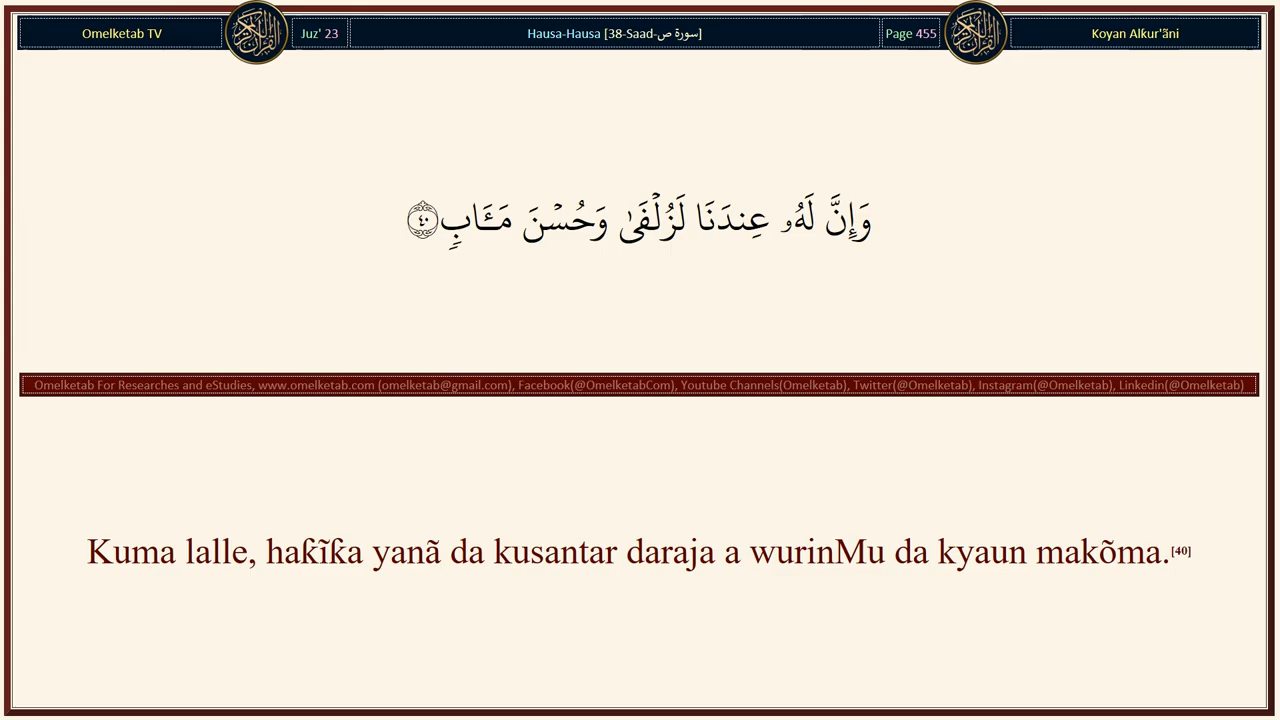 Omelketab TV
Juz' 23
Hausa-Hausa [38-Saad-سورة ص]
Page 455
Koyan Alƙur'ãni
وَإِنَّ لَهُۥ عِندَنَا لَزُلۡفَىٰ وَحُسۡنَ مَـَٔابٖ ٤٠
Omelketab For Researches and eStudies, www.omelketab.com (omelketab@gmail.com), Facebook(@OmelketabCom), Youtube Channels(Omelketab), Twitter(@Omelketab), Instagram(@Omelketab), Linkedin(@Omelketab)
Kuma lalle, haƙĩƙa yanã da kusantar daraja a wurinMu da kyaun makõma.[40]